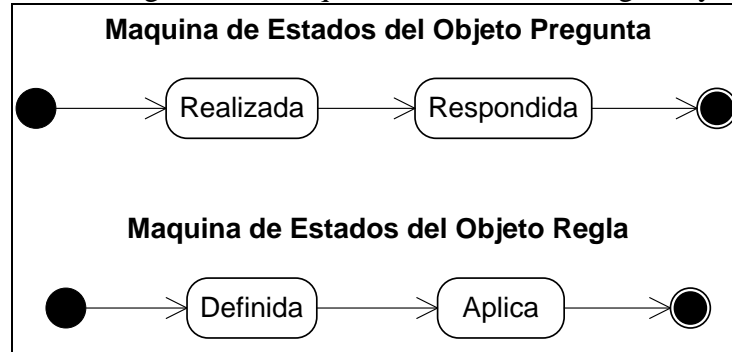 Maquina de Estados del Objeto Pregunta
Realizada
Respondida
Maquina de Estados del Objeto Regla
Definida
Aplica